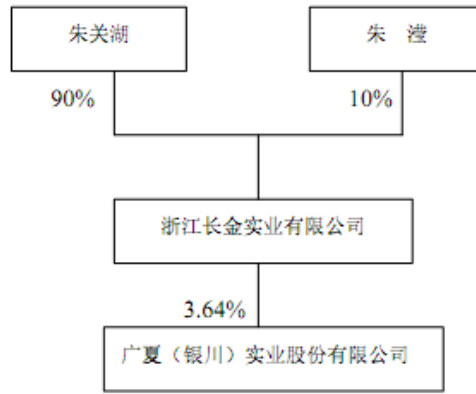 朱关湖
朱 滢
90%
10%
浙江长金实业有限公司
3.64%
广夏（银川）实业股份有限公司